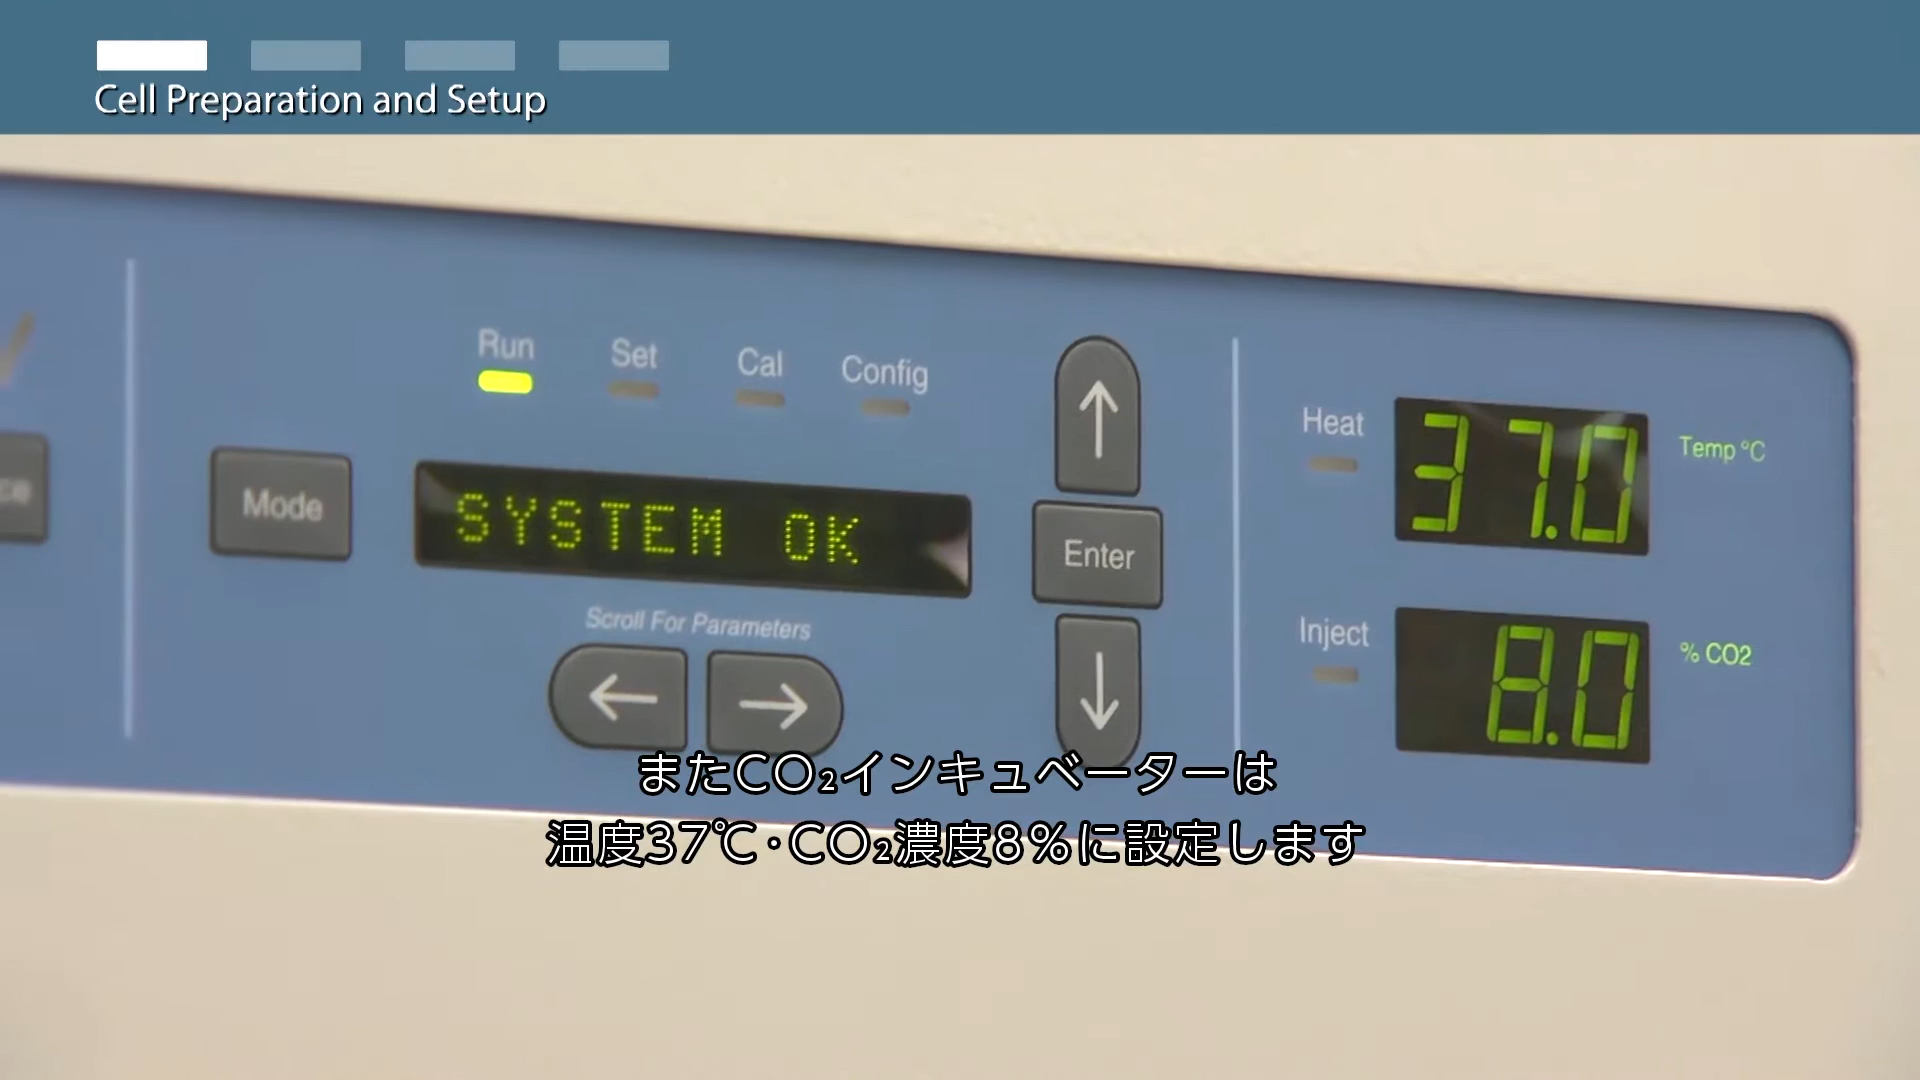 Cell Preparation and Setup
Run Set Cal Config
Mode
SYSTEM OK
Scroll For Parameters
Enter
Heat
37.0
Temp °C
Inject
8.0
% CO2
またCO₂インキュベーターは
温度37℃・CO₂濃度8％に設定します